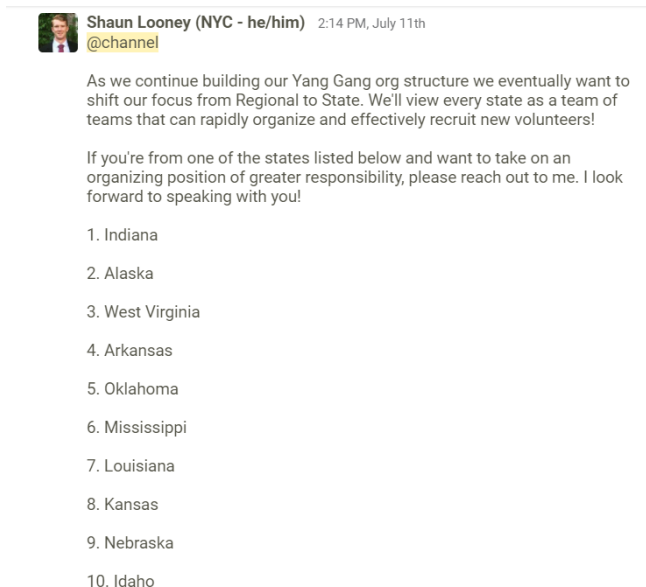 Shaun Looney (NYC - he/him) 2:14 PM, July 11th
@channel
As we continue building our Yang Gang org structure we eventually want to
shift our focus from Regional to State. We'll view every state as a team of
teams that can rapidly organize and effectively recruit new volunteers!
If you're from one of the states listed below and want to take on an
organizing position of greater responsibility, please reach out to me. I look
forward to speaking with you!
1. Indiana
2. Alaska
3. West Virginia
4. Arkansas
5. Oklahoma
6. Mississippi
7. Louisiana
8. Kansas
9. Nebraska
10. Idaho